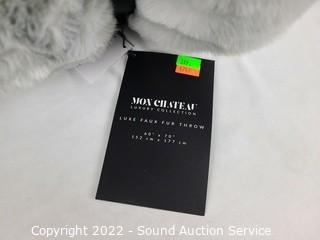 MON CHATEAU
LUXURY COLLECTION
LUXE FAUX FUR THROW
60" x 70"
152 cm x 177 cm
Copyright 2022 - Sound Auction Service